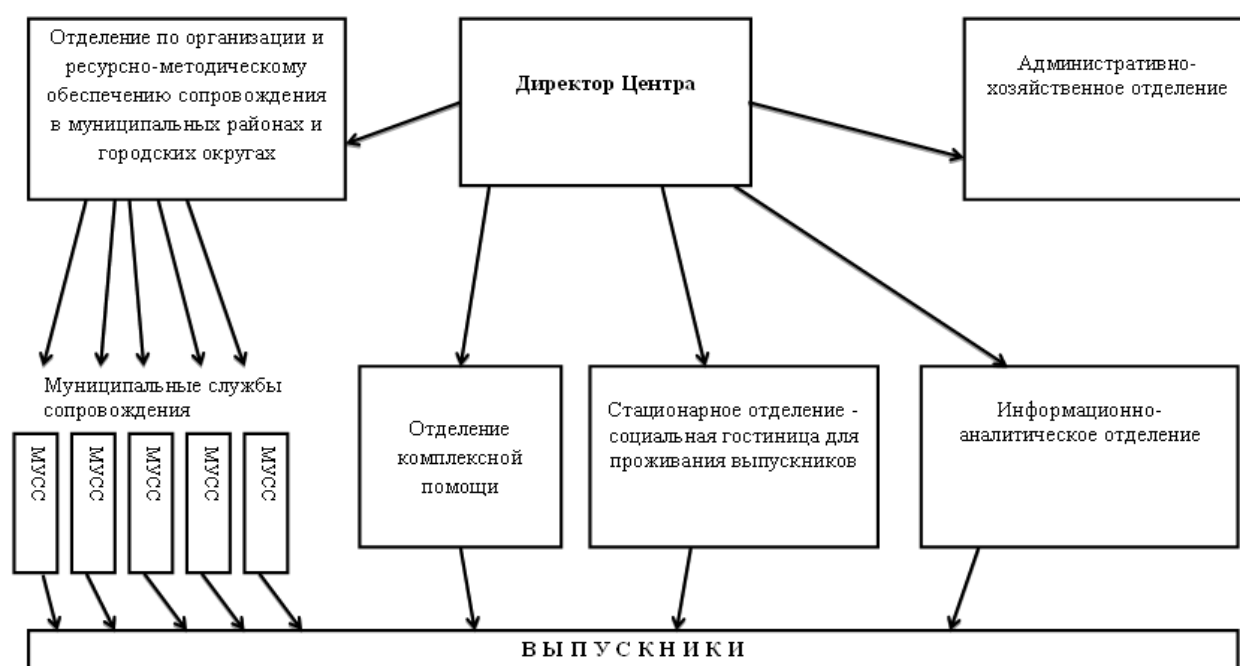 Отделение по организации и
ресурсно-методическому
обеспечению сопровождения
в муниципальных районах и
городских округах
Директор Центра
Административно-
хозяйственное отделение
Муниципальные службы
сопровождения
МУСС
МУСС
МУСС
МУСС
МУСС
Отделение
комплексной
помощи
Стационарное отделение -
социальная гостиница для
проживания выпускников
Информационно-
аналитическое отделение
В Ы П У С К Н И К И